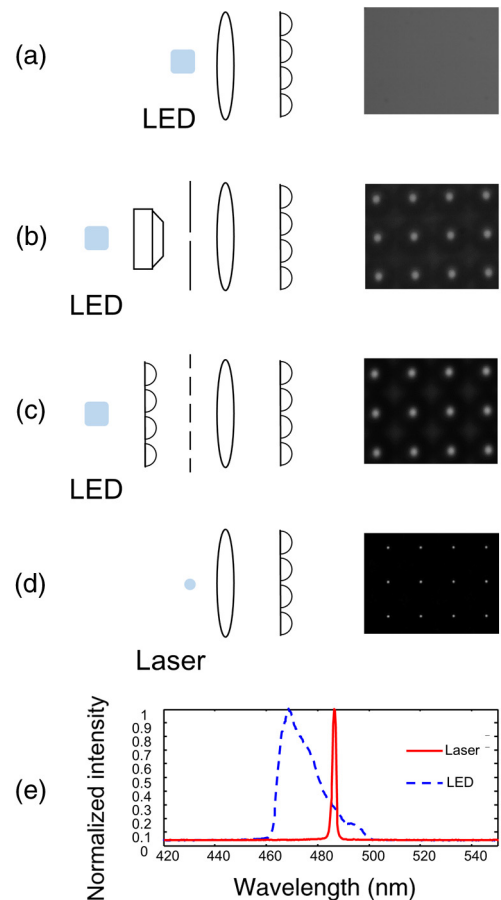 (a)
LED
(b)
LED
(c)
LED
(d)
Laser
(e)
Normalized intensity
1
0.9
0.8
0.7
0.6
0.5
0.4
0.3
0.2
0.1
0
Laser
LED
420 440 460 480 500 520 540
Wavelength (nm)